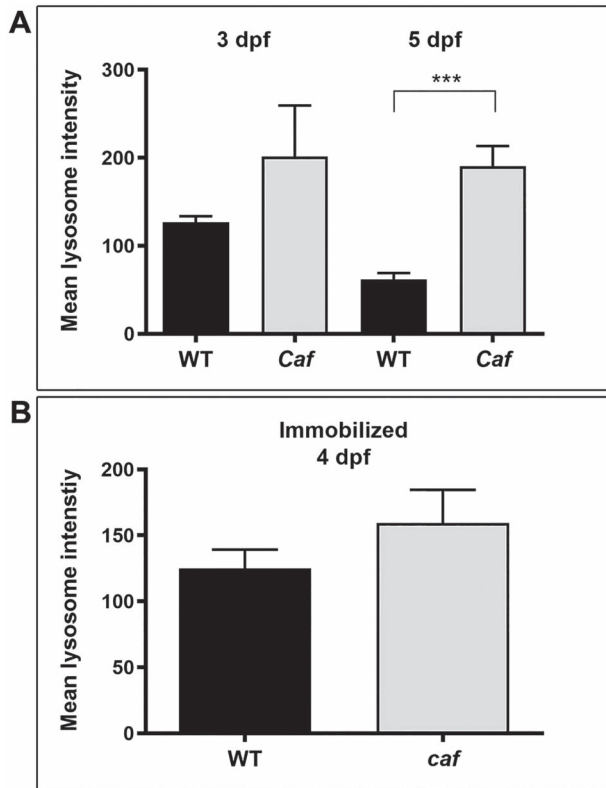 A
3 dpf 5 dpf
Mean lysosome intensity
300
200
100
0
***
WT Caf WT Caf
B
Immobilized
4 dpf
Mean lysosome intenstiy
200
150
100
50
0
WT caf